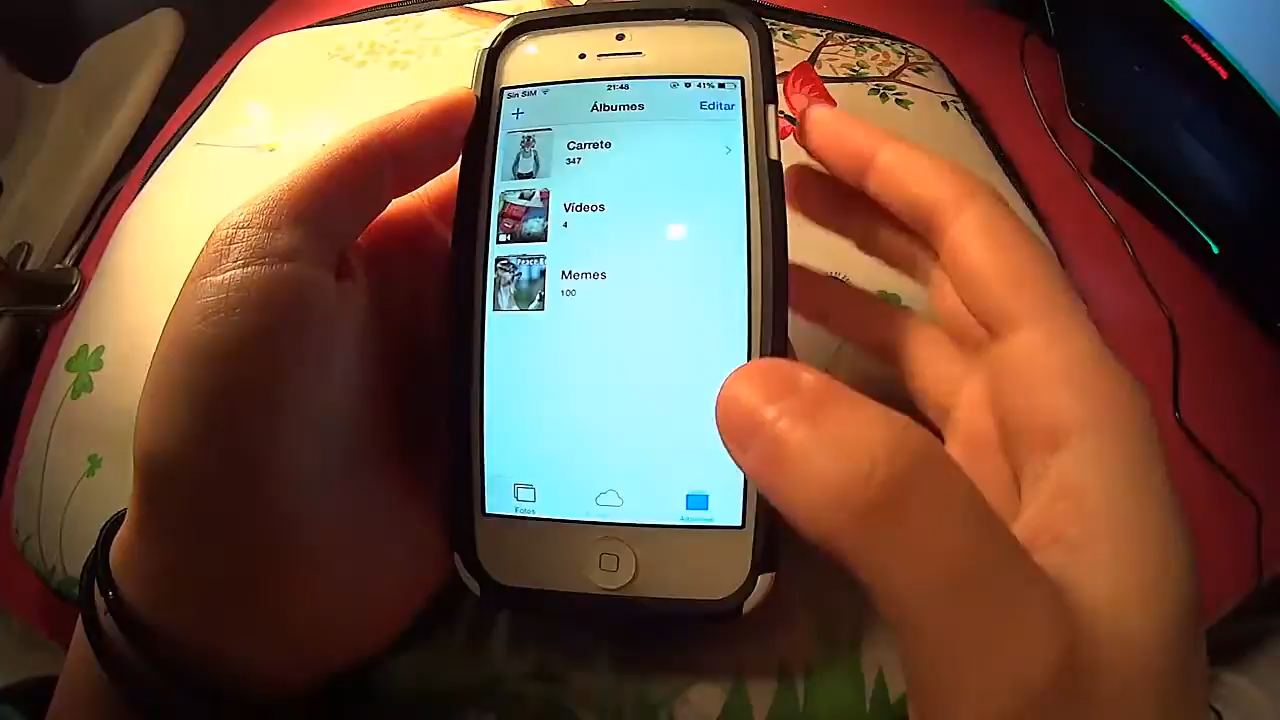 Sin SIM 21:48 41%
+ Álbumes Editar
Carrete
347
Vídeos
4
Memes
100
Fotos